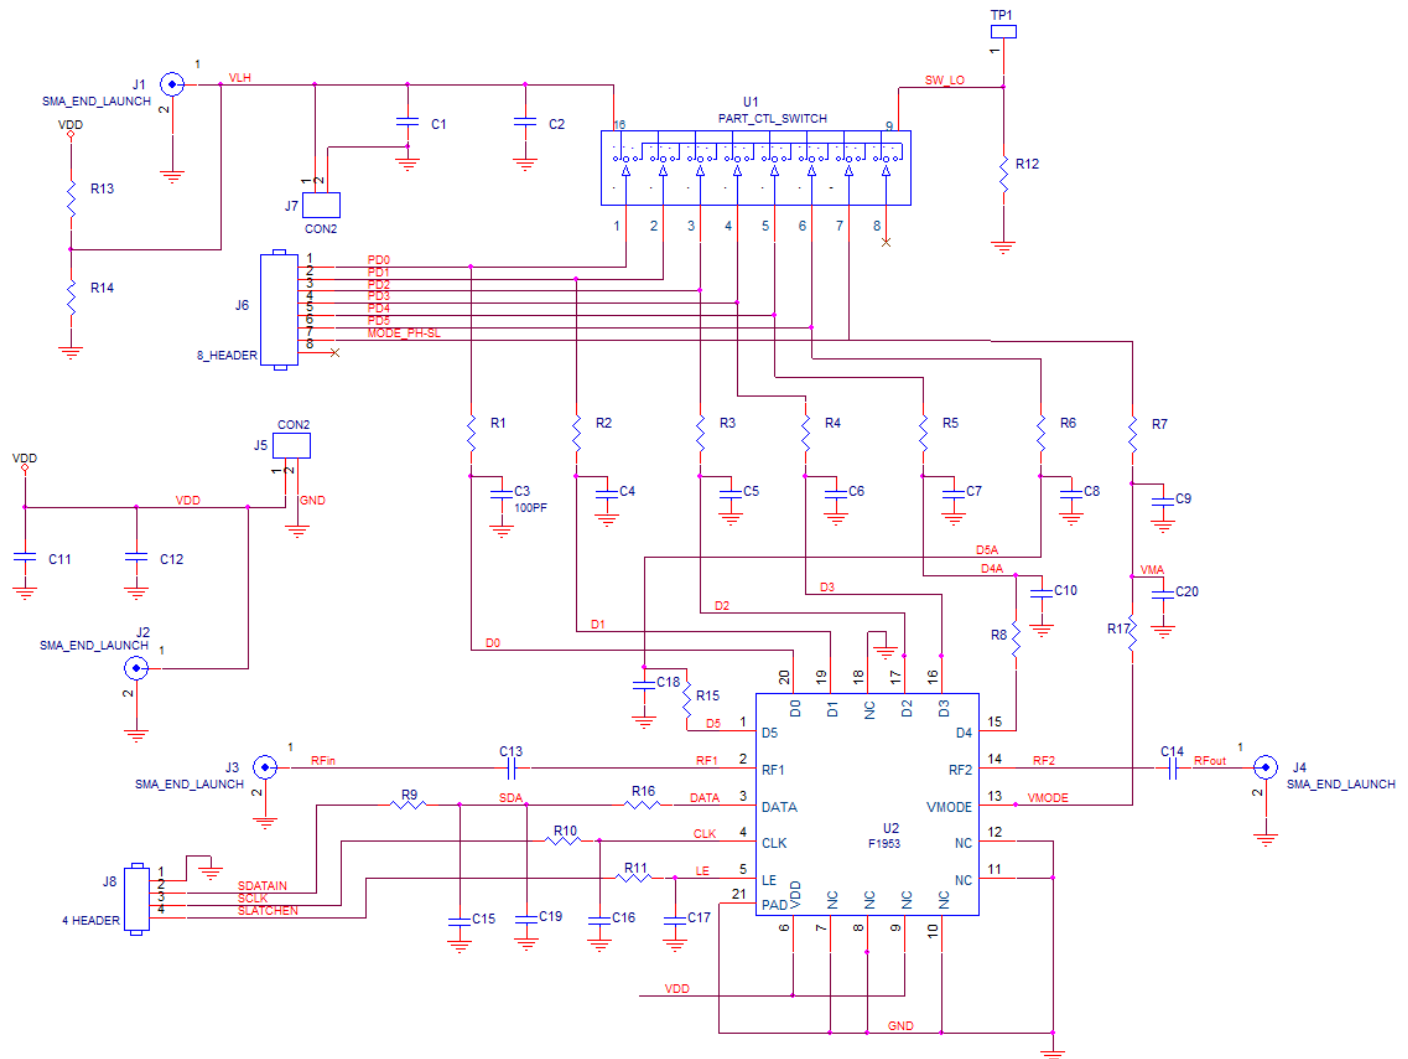 TP1
1
J1
1
VLH
SMA_END_LAUNCH
2
VDD
C1
C2
SW_LO
U1
PART_CTL_SWITCH
16
9
R12
R13
1
2
J7
CON2
1
2
3
4
5
6
7
8
R14
J6
8_HEADER
1
PD0
2
PD1
3
PD2
4
PD3
5
PD4
6
PD5
7
MODE_PH-SL
8
R1
R2
R3
R4
R5
R6
R7
CON2
J5
1
2
VDD
VDD
GND
C3
100PF
C4
C5
C6
C7
C8
C9
C11
C12
D5A
D4A
VMA
C10
C20
D3
D2
D1
D0
R8
R17
J2
SMA_END_LAUNCH
1
2
C18
R15
20
19
18
17
16
D0
D1
NC
D2
D3
D5
1
D5
D4
15
J3
1
SMA_END_LAUNCH
2
RFin
C13
RF1
2
RF1
RF2
14
RF2
C14
RFout
1
J4
SMA_END_LAUNCH
2
R9
SDA
R16
DATA
3
DATA
VMODE
13
VMODE
R10
CLK
4
CLK
U2
F1953
NC
12
R11
LE
5
LE
NC
11
21
PAD
VDD
NC
NC
NC
NC
6
7
8
9
10
J8
4 HEADER
1
2
SDATAIN
3
SCLK
4
SLATCHEN
C15
C19
C16
C17
VDD
GND